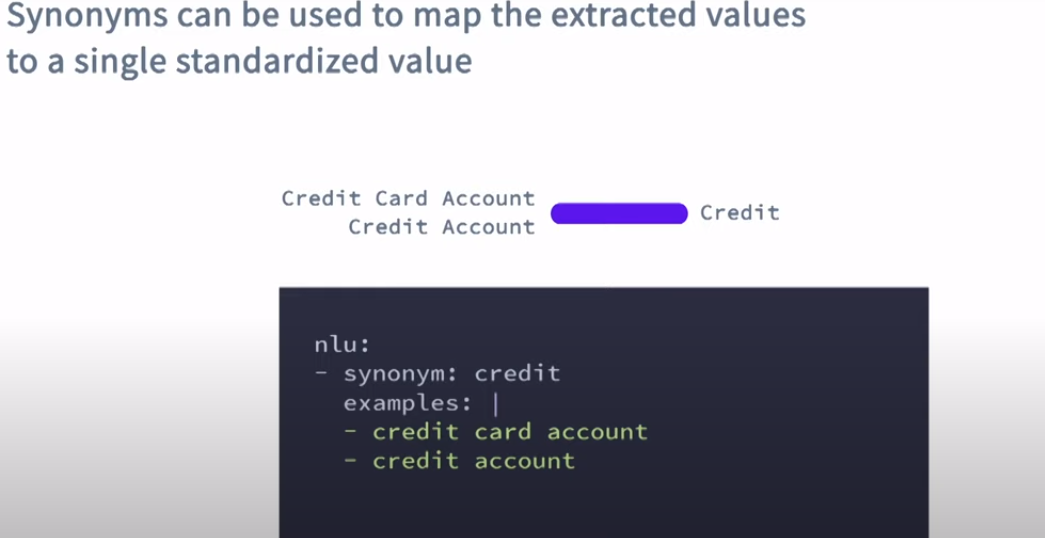 Synonyms can be used to map the extracted values
to a single standardized value
Credit Card Account
Credit Account
Credit
nlu:
- synonym: credit
examples: |
- credit card account
- credit account